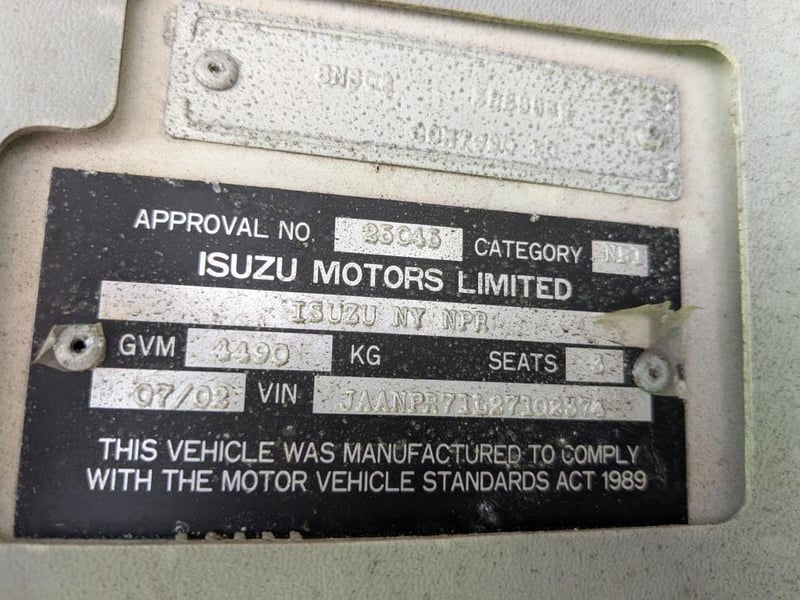 APPROVAL NO. 25045 CATEGORY
ISUZU MOTORS LIMITED
ISUZU NY NPR
GVM 4490 KG SEATS 3
07/02 VIN JAANPR71L27102374
THIS VEHICLE WAS MANUFACTURED TO COMPLY
WITH THE MOTOR VEHICLE STANDARDS ACT 1989